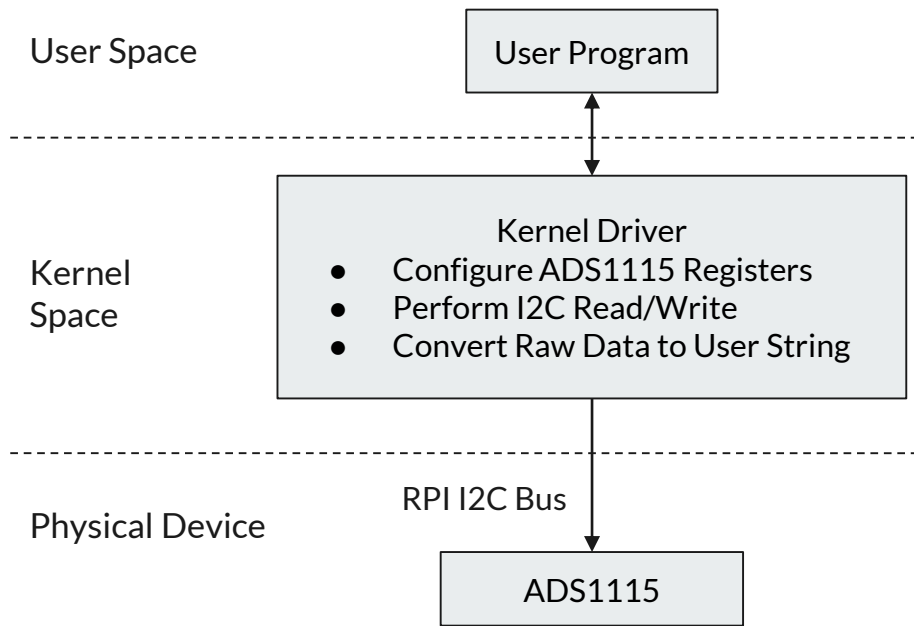 User Space
User Program
Kernel Driver
● Configure ADS1115 Registers
Kernel
Space
● Perform I2C Read/Write
● Convert Raw Data to User String
RPI I2C Bus
Physical Device
ADS1115